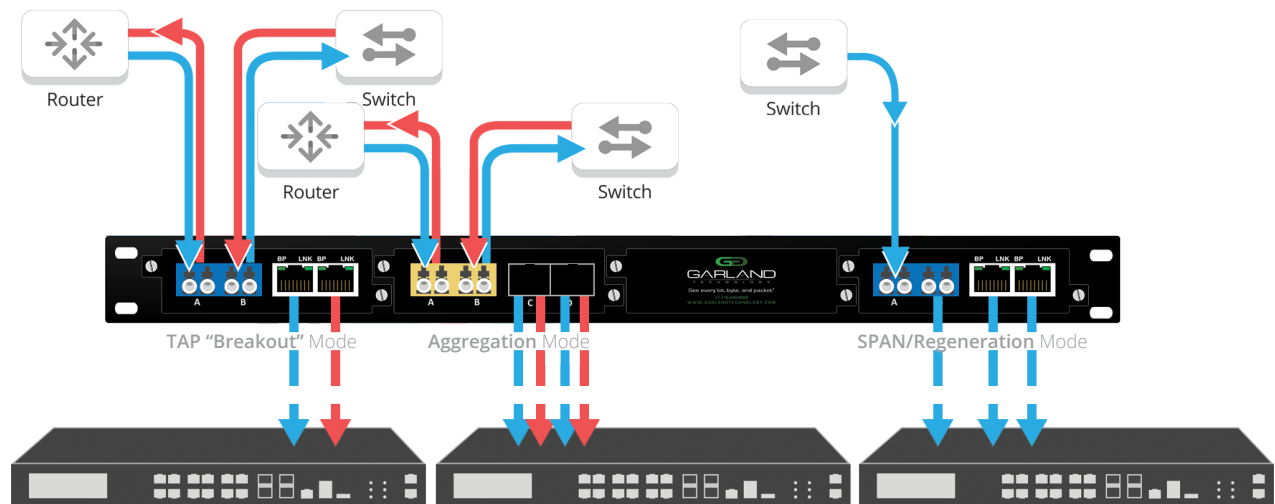 Router
Switch
Router
Switch
Switch
BP LNK BP LNK
A B
A B
C D
GARLAND
TECHNOLOGY
See every bit, byte, and packet®
WWW.GARLANDTECHNOLOGY.COM
BP LNK BP LNK
A
TAP “Breakout” Mode
Aggregation Mode
SPAN/Regeneration Mode